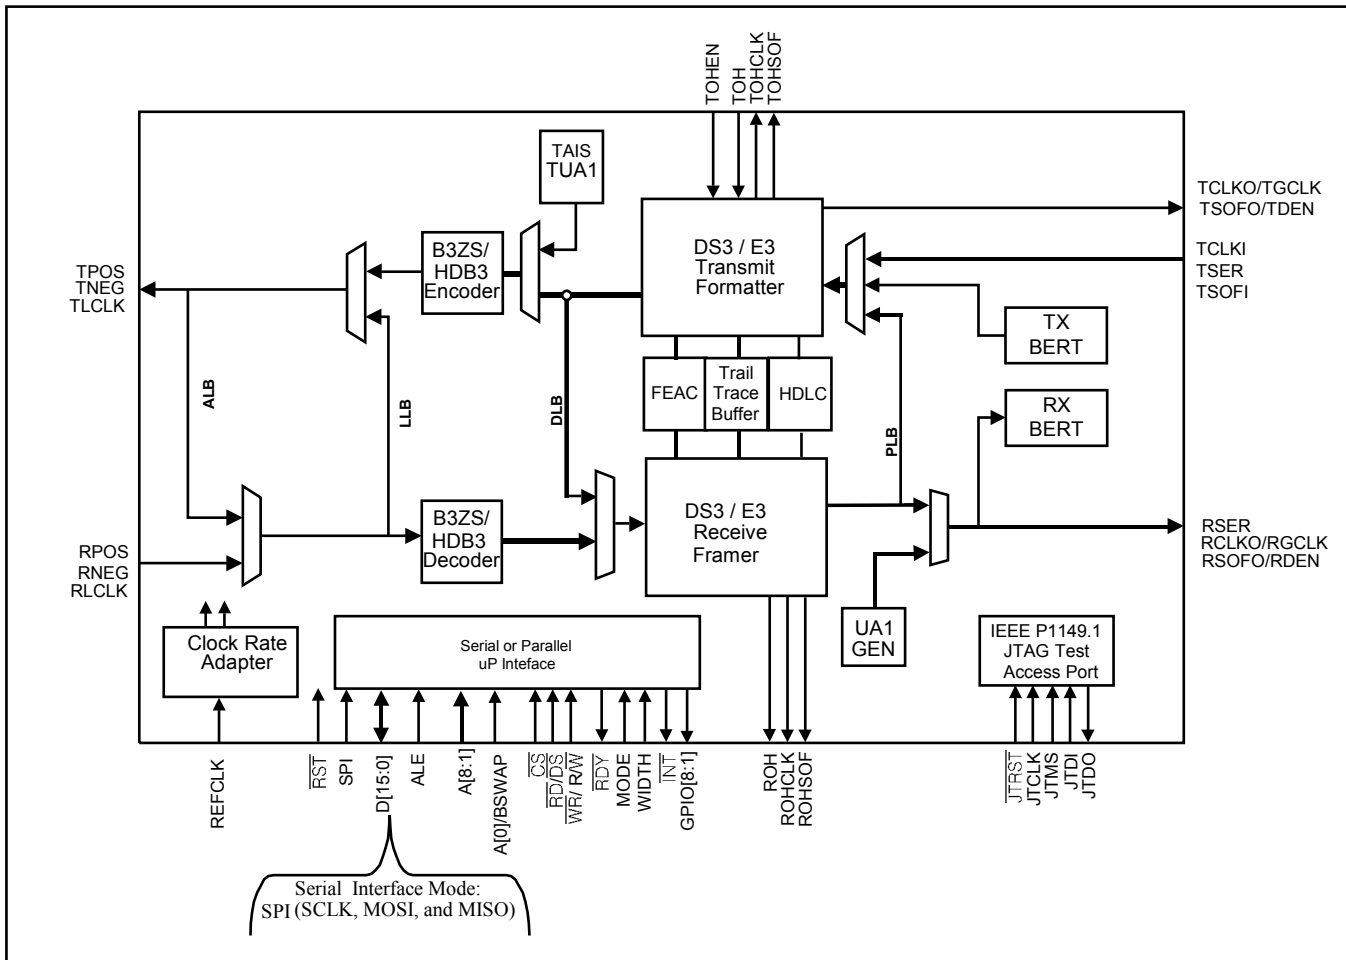 TOHEN
TOH
TOHCLK
TOHSOF
TAIS
TUA1
TCLKO/TGCLK
TSOFO/TDEN
B3ZS/
HDB3
Encoder
DS3 / E3
Transmit
Formatter
TCLKI
TSER
TSOFI
TPOS
TNEG
TLCLK
TX
BERT
ALB
LLB
DLB
FEAC
Trail
Trace
Buffer
HDLC
PLB
RX
BERT
B3ZS/
HDB3
Decoder
DS3 / E3
Receive
Framer
RSER
RCLKO/RGCLK
RSOFO/RDEN
RPOS
RNEG
RLCLK
Clock Rate
Adapter
Serial or Parallel
uP Inteface
UA1
GEN
IEEE P1149.1
JTAG Test
Access Port
REFCLK
RST
SPI
D[15:0]
ALE
A[8:1]
A[0]/BSWAP
CS
RD/DS
WR/ R/W
RDY
MODE
WIDTH
INT
GPIO[8:1]
ROH
ROHCLK
ROHSOF
JTRST
JTCLK
JTMS
JTDI
JTDO
Serial Interface Mode:
SPI (SCLK, MOSI, and MISO)